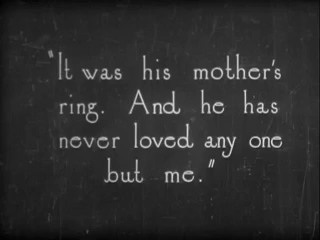 "It was his mother's
ring. And he has
never loved any one
but me."